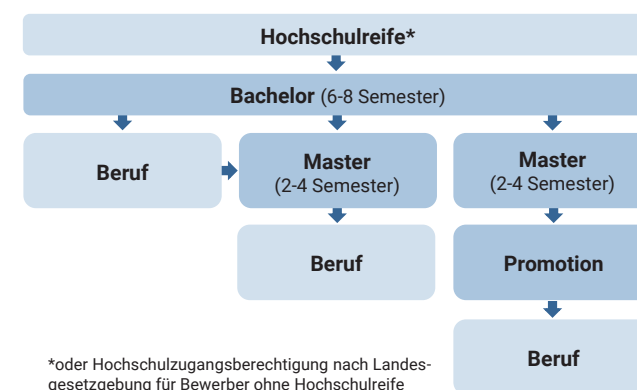 Hochschulreife*
Bachelor (6-8 Semester)
Beruf
Master
(2-4 Semester)
Master
(2-4 Semester)
Beruf
Promotion
Beruf
*oder Hochschulzugangsberechtigung nach Landes-
gesetzgebung für Bewerber ohne Hochschulreife